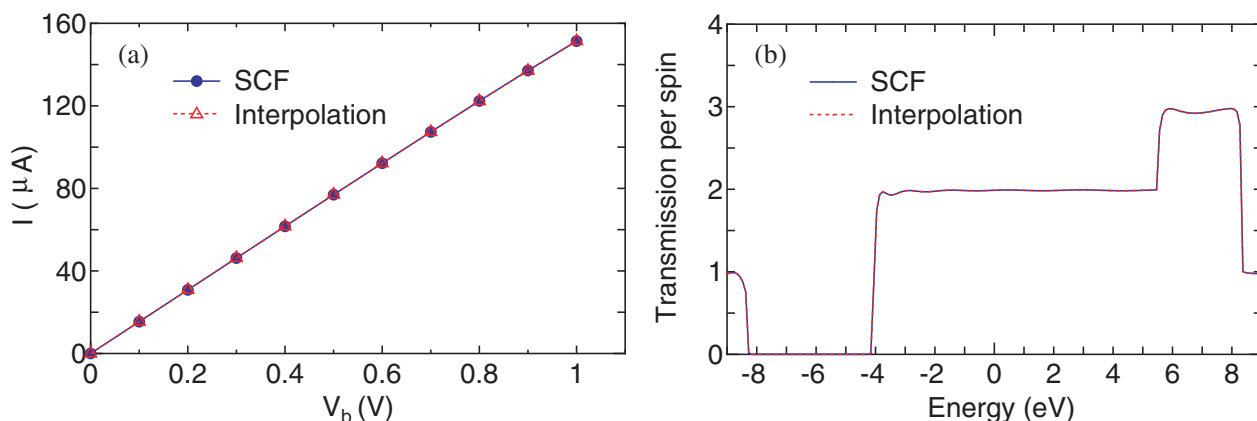 (a)
SCF
Interpolation
I ( μ A)
160
120
80
40
0
0 0.2 0.4 0.6 0.8 1
V_b (V)
(b)
SCF
Interpolation
Transmission per spin
4
3
2
1
0
-8 -6 -4 -2 0 2 4 6 8
Energy (eV)